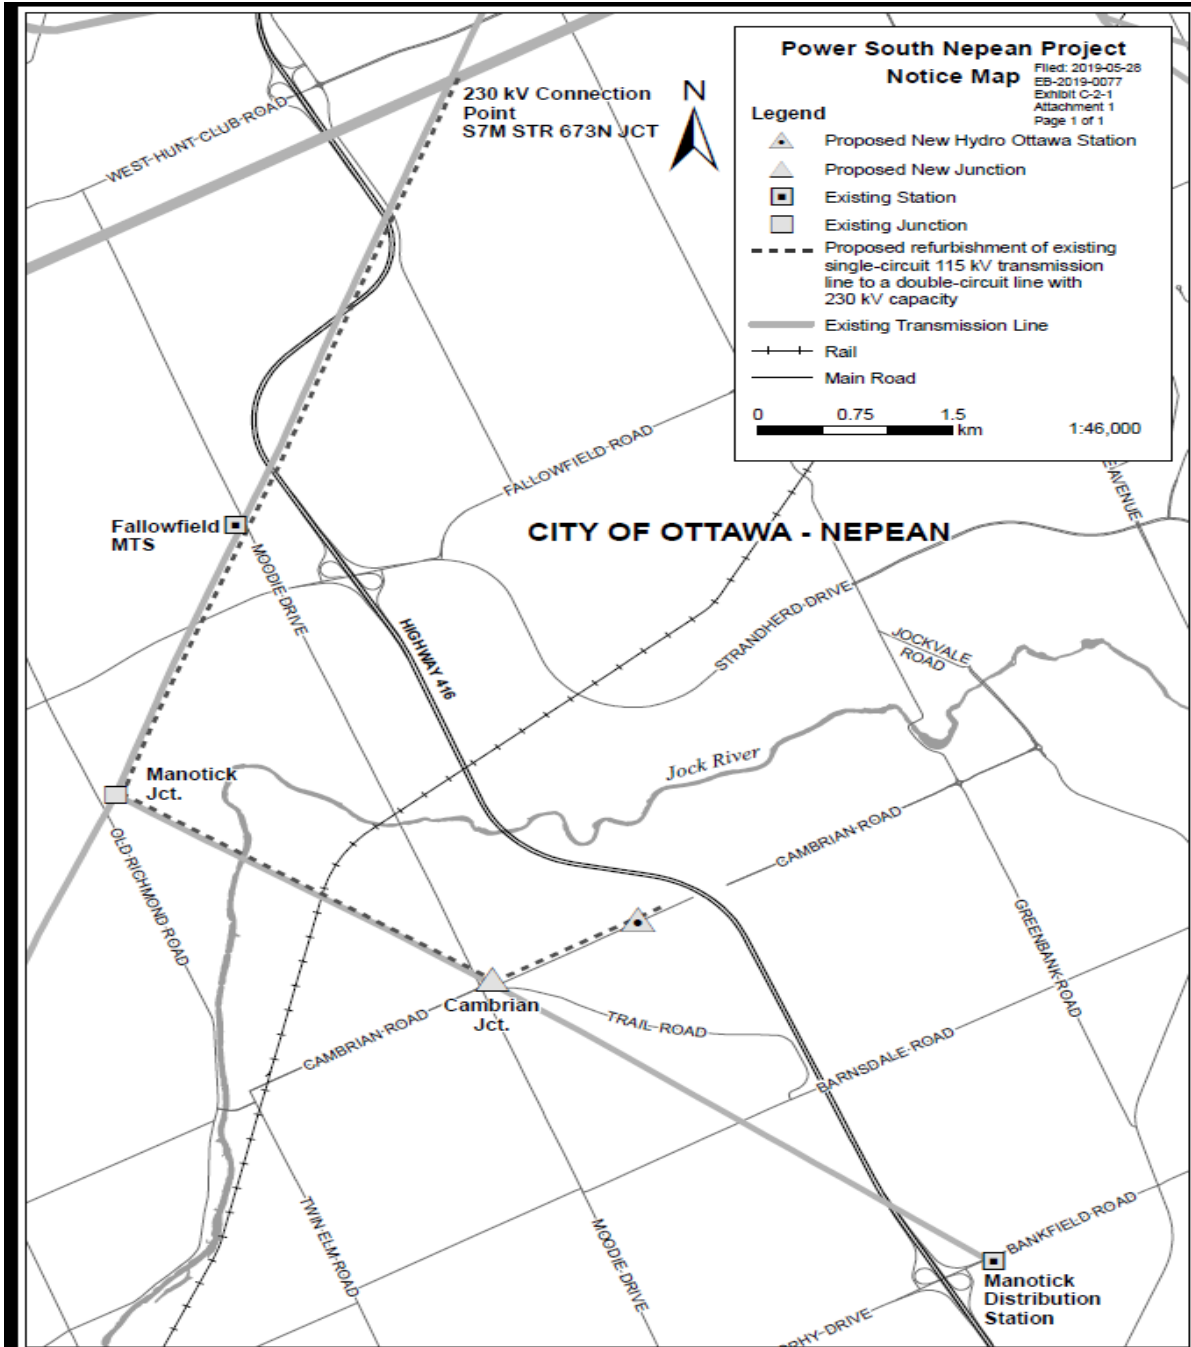 Power South Nepean Project
Notice Map
Filed: 2019-05-28
EB-2019-0077
Exhibit C-2-1
Attachment 1
Page 1 of 1
Legend
Proposed New Hydro Ottawa Station
Proposed New Junction
Existing Station
Existing Junction
Proposed refurbishment of existing
single-circuit 115 kV transmission
line to a double-circuit line with
230 kV capacity
Existing Transmission Line
Rail
Main Road
0 0.75 1.5
km
1:46,000
N
230 kV Connection
Point
S7M STR 673N JCT
WEST HUNT CLUB ROAD
FALLOWFIELD ROAD
CITY OF OTTAWA - NEPEAN
Fallowfield
MTS
MOODIE DRIVE
HIGHWAY 416
STRANDHERD DRIVE
JOCKVALE
ROAD
AVENUE
Jock River
Manotick
Jct.
OLD RICHMOND ROAD
CAMBRIAN ROAD
GREENBANK ROAD
Cambrian
Jct.
CAMBRIAN ROAD
TRAIL ROAD
BARNSDALE ROAD
TWIN ELM ROAD
MOODIE DRIVE
BANKFIELD ROAD
Manotick
Distribution
Station
DRIVE